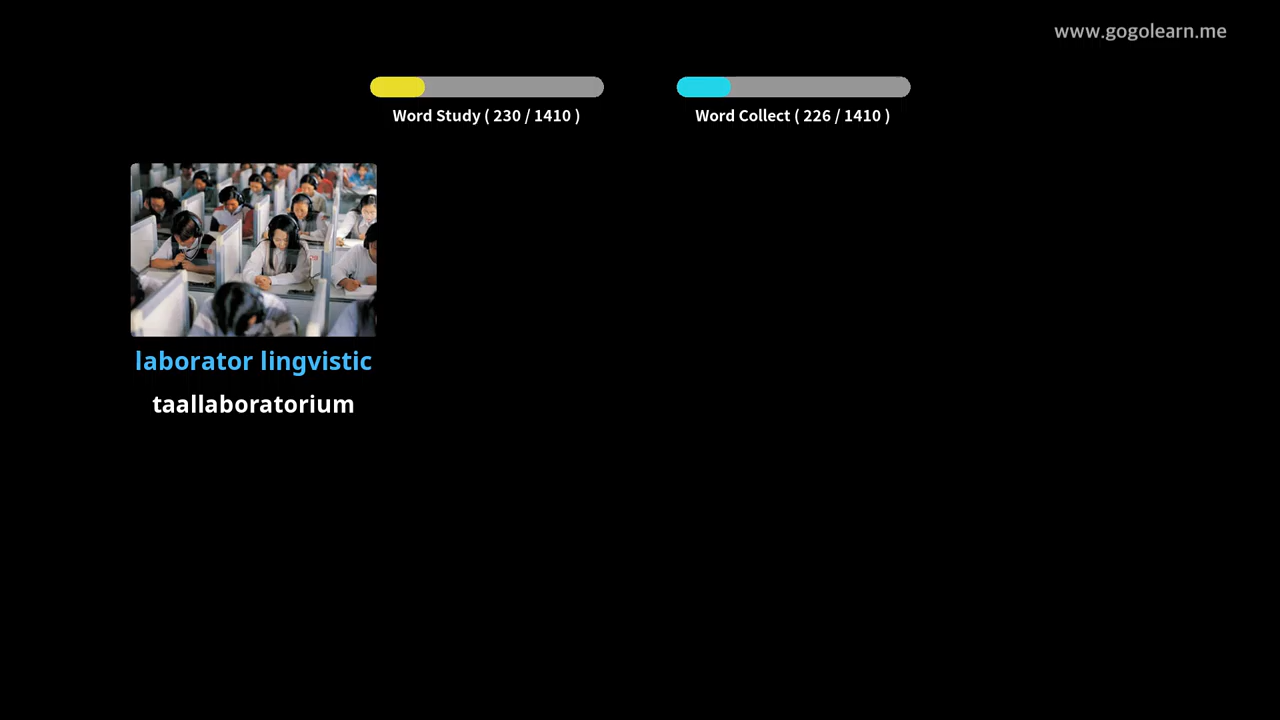 www.gogolearn.me
Word Study ( 230 / 1410 )
Word Collect ( 226 / 1410 )
laborator lingvistic
taallaboratorium